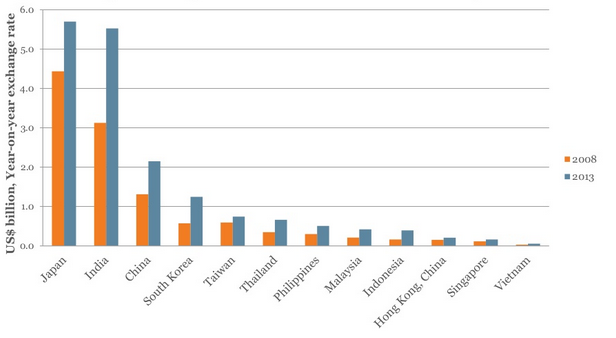 US$ billion, Year-on-year exchange rate
6.0
5.0
4.0
3.0
2.0
1.0
0.0
Japan
India
China
South Korea
Taiwan
Thailand
Philippines
Malaysia
Indonesia
Hong Kong, China
Singapore
Vietnam
2008
2013